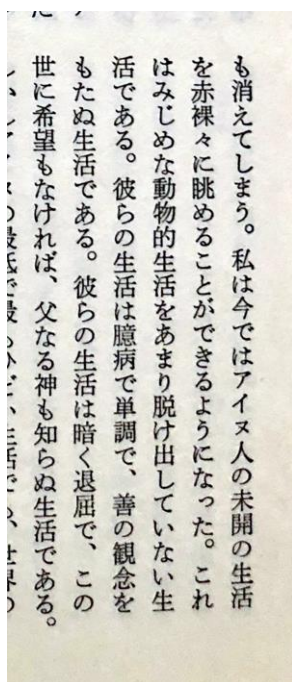 も消えてしまう。私は今ではアイヌ人の未開の生活
を赤裸々に眺めることができるようになった。これ
はみじめな動物的生活をあまり脱け出していない生
活である。彼らの生活は臆病で単調で、善の観念を
もたぬ生活である。彼らの生活は暗く退屈で、この
世に希望もなければ、父なる神も知らぬ生活である。